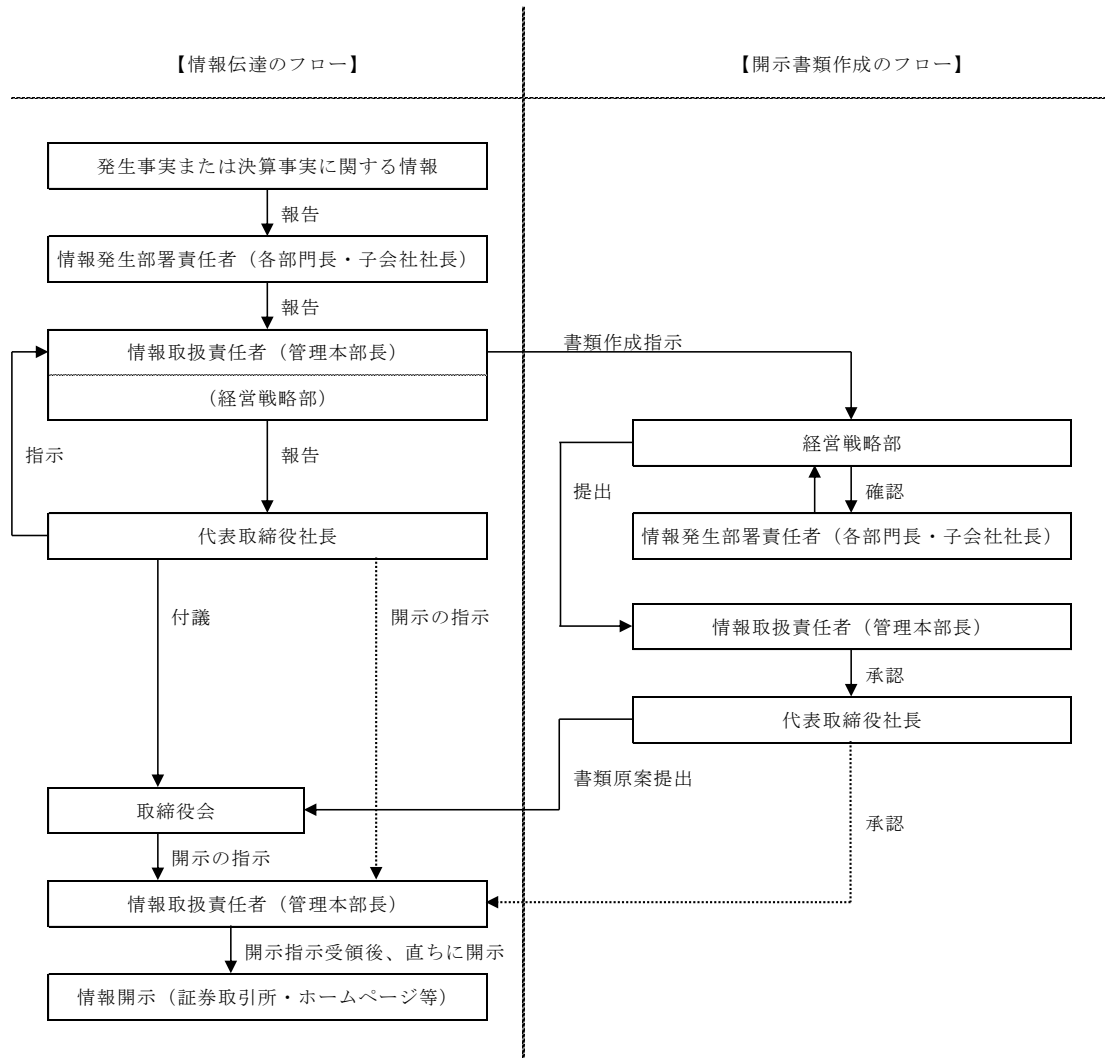 【情報伝達のフロー】
【開示書類作成のフロー】
発生事実または決算事実に関する情報
報告
情報発生部署責任者（各部門長・子会社社長）
報告
情報取扱責任者（管理本部長）
書類作成指示
（経営戦略部）
指示
報告
経営戦略部
提出
確認
代表取締役社長
情報発生部署責任者（各部門長・子会社社長）
付議
開示の指示
情報取扱責任者（管理本部長）
承認
代表取締役社長
書類原案提出
取締役会
承認
開示の指示
情報取扱責任者（管理本部長）
開示指示受領後、直ちに開示
情報開示（証券取引所・ホームページ等）